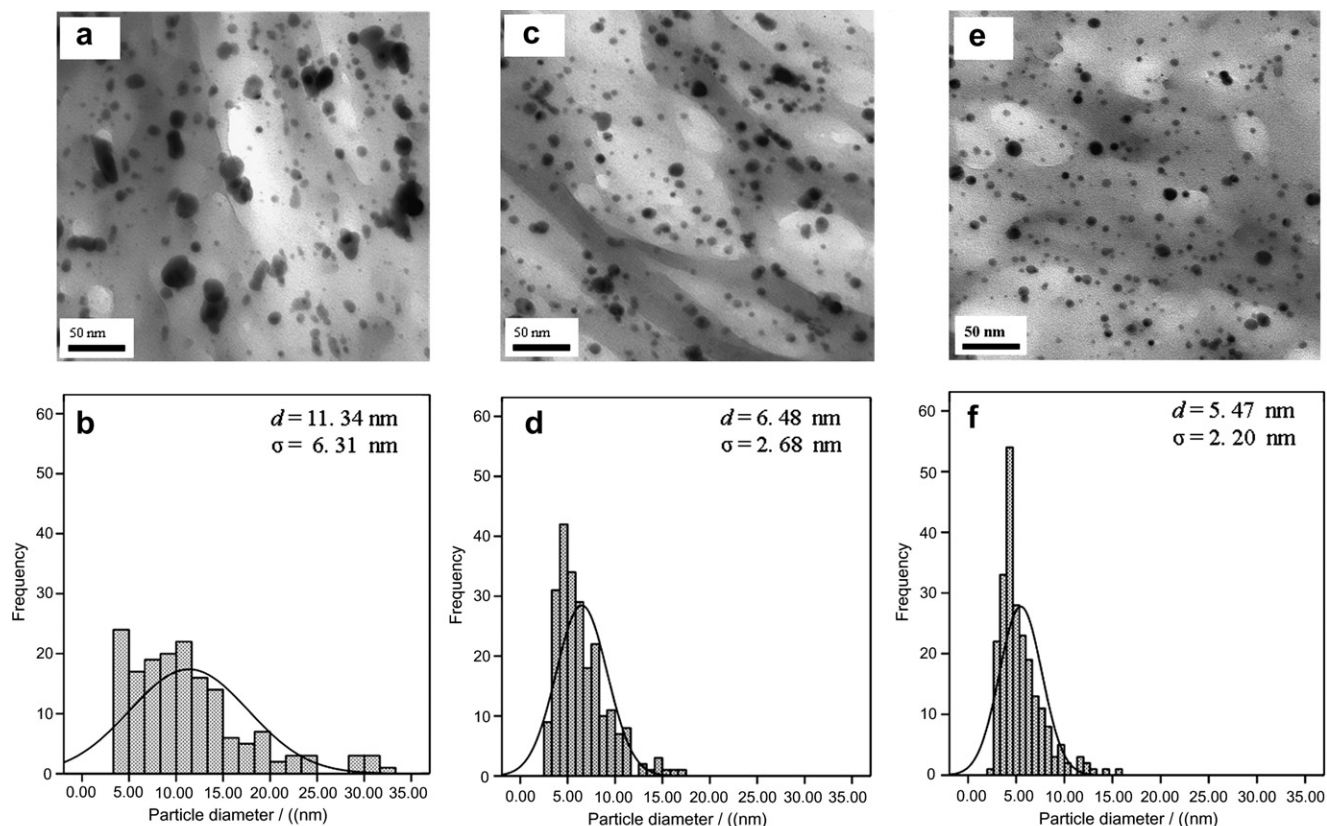 a
50 nm
c
50 nm
e
50 nm
b
d = 11. 34 nm
σ = 6. 31 nm
60
50
40
30
20
10
0
Frequency
0.00 5.00 10.00 15.00 20.00 25.00 30.00 35.00
Particle diameter / ((nm)
d
d = 6. 48 nm
σ = 2. 68 nm
60
50
40
30
20
10
0
Frequency
0.00 5.00 10.00 15.00 20.00 25.00 30.00 35.00
Particle diameter / ((nm)
f
d = 5. 47 nm
σ = 2. 20 nm
60
50
40
30
20
10
0
Frequency
0.00 5.00 10.00 15.00 20.00 25.00 30.00 35.00
Particle diameter / ((nm)